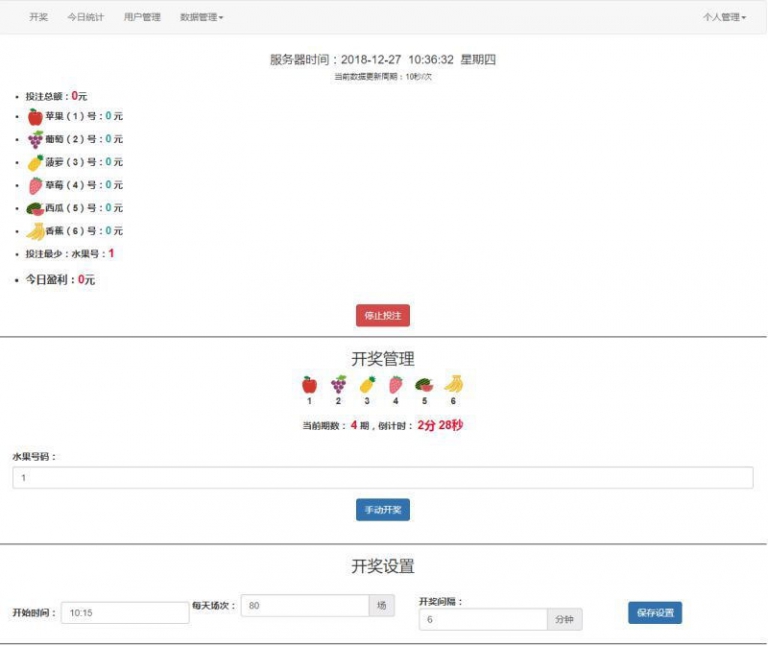 开奖 今日统计 用户管理 数据管理 个人管理
服务器时间：2018-12-27 10:36:32 星期四
当前数据更新周期：10秒/次
投注总额：0元
苹果（1）号：0 元
葡萄（2）号：0 元
菠萝（3）号：0 元
草莓（4）号：0 元
西瓜（5）号：0 元
香蕉（6）号：0 元
投注最少：水果号：1
今日盈利：0元
停止投注
开奖管理
1 2 3 4 5 6
当前期数： 4 期，倒计时： 2分 28秒
水果号码：
1
手动开奖
开奖设置
开始时间： 10:15 每天场次： 80 场 开奖间隔： 6 分钟 保存设置